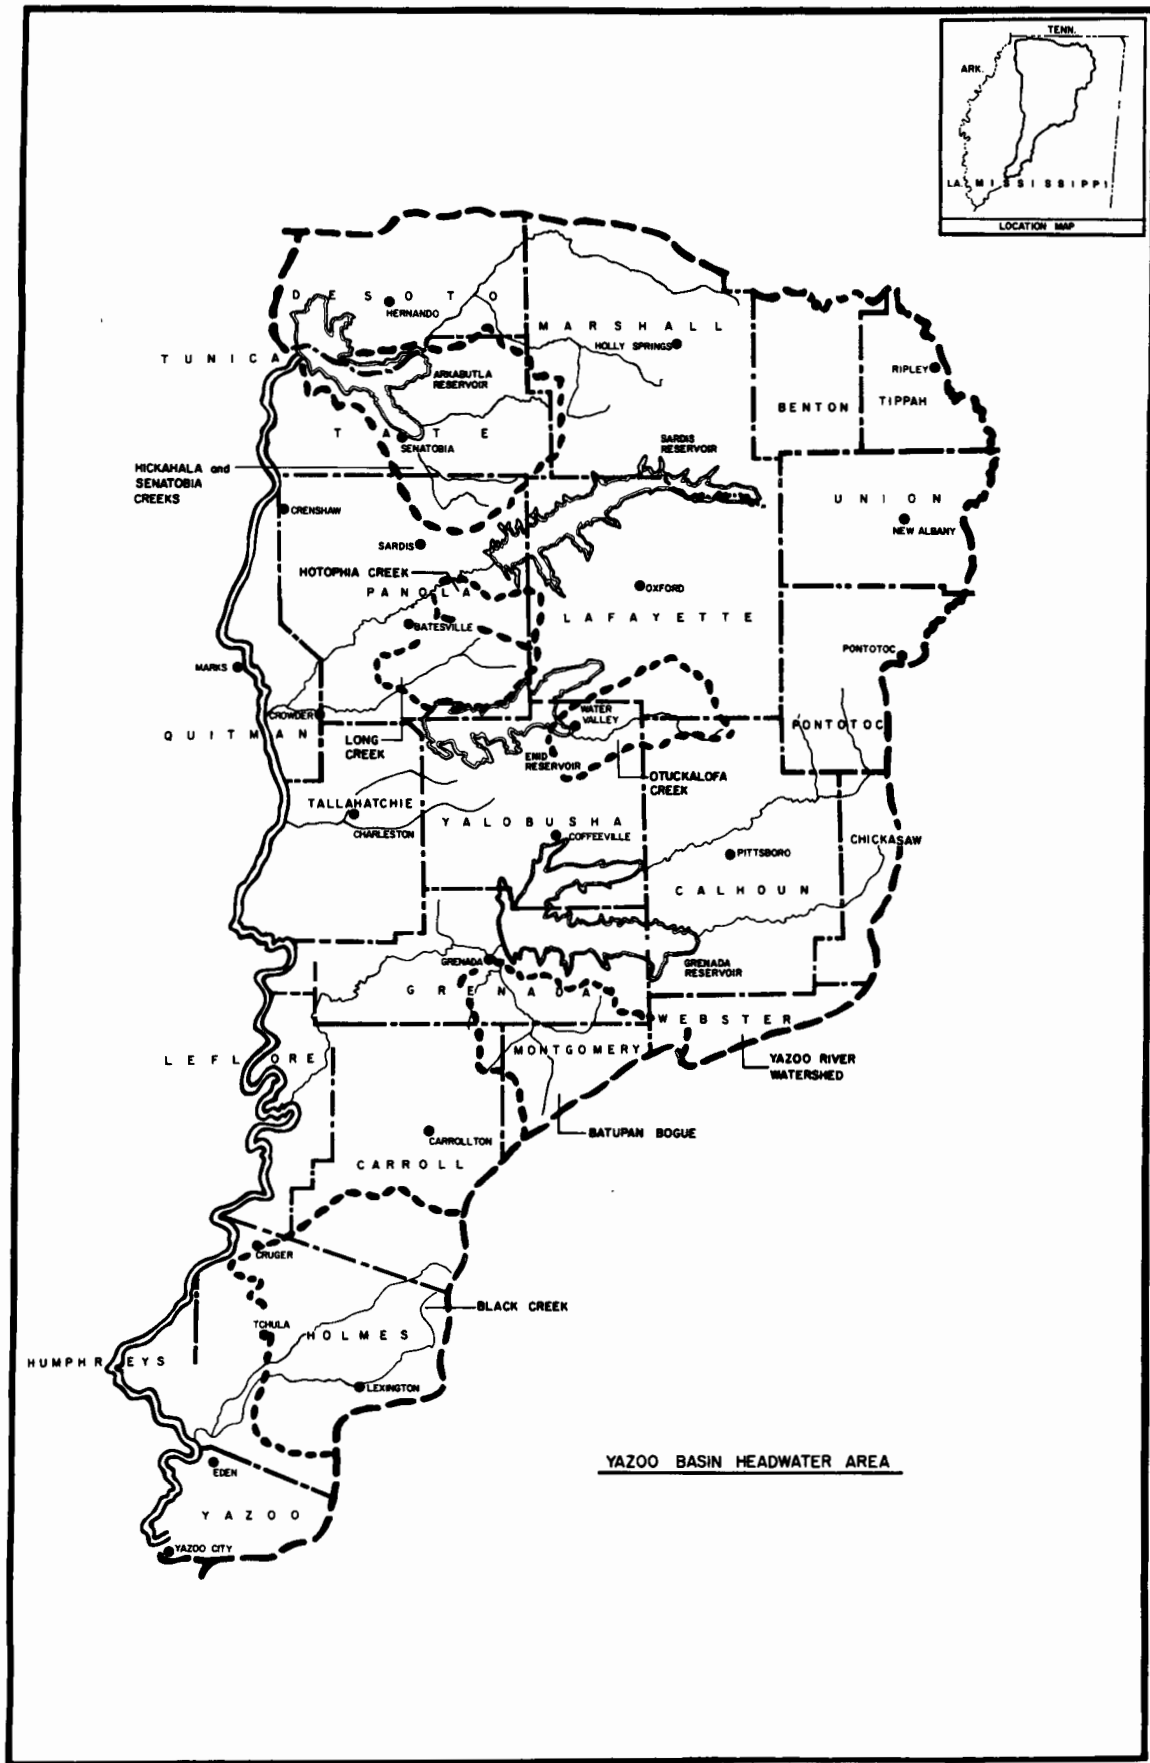 TENN.
ARK.
LA.
MISSISSIPPI
LOCATION MAP
DESOTO
HERNANDO
MARSHALL
TUNICA
HOLLY SPRINGS
ARKABUTLA
RESERVOIR
RIPLEY
BENTON
TIPPAH
TATE
SENATOBIA
SARDIS
RESERVOIR
HICKAHALA and
SENATOBIA
CREEKS
UNION
CRENSHAW
NEW ALBANY
SARDIS
HOTOPHIA CREEK
PANOLA
OXFORD
LAFAYETTE
BATESVILLE
PONTOTOC
MARKS
CROWDER
WATER
VALLEY
PONTOTOC
QUITMAN
LONG
CREEK
ENID
RESERVOIR
OTUCKALOFA
CREEK
TALLAHATCHIE
CHARLESTON
YALOBUSHA
COFFEEVILLE
CHICKASAW
PITTSBORO
CALHOUN
GRENADA
GRENADA
RESERVOIR
GRENADA
WEBSTER
MONTGOMERY
LEFLORE
YAZOO RIVER
WATERSHED
BATUPAN BOGUE
CARROLLTON
CARROLL
CRUGER
BLACK CREEK
TCHULA
HOLMES
HUMPHREYS
LEXINGTON
YAZOO BASIN HEADWATER AREA
EDEN
YAZOO
YAZOO CITY